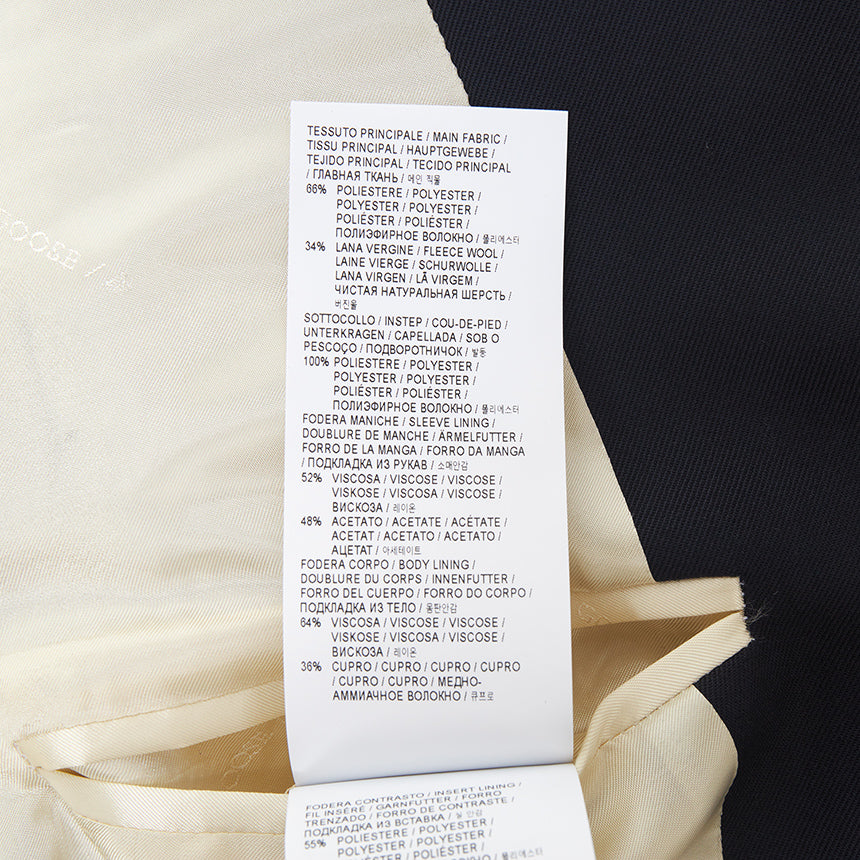 OOSE /
TESSUTO PRINCIPALE / MAIN FABRIC /
TISSU PRINCIPAL / HAUPTGEWEBE /
TEJIDO PRINCIPAL / TECIDO PRINCIPAL
/ ГЛАВНАЯ ТКАНЬ / 메인 직물
66% POLIESTERE / POLYESTER /
POLYESTER / POLYESTER /
POLIÉSTER / POLIÉSTER /
ПОЛИЭФИРНОЕ ВОЛОКНО / 폴리에스터
34% LANA VERGINE / FLEECE WOOL /
LAINE VIERGE / SCHURWOLLE /
LANA VIRGEN / LÃ VIRGEM /
ЧИСТАЯ НАТУРАЛЬНАЯ ШЕРСТЬ /
버진울
SOTTOCOLLO / INSTEP / COU-DE-PIED /
UNTERKRAGEN / CAPELLADA / SOB O
PESCOÇO / ПОДВОРОТНИЧОК / 발등
100% POLIESTERE / POLYESTER /
POLYESTER / POLYESTER /
POLIÉSTER / POLIÉSTER /
ПОЛИЭФИРНОЕ ВОЛОКНО / 폴리에스터
FODERA MANICHE / SLEEVE LINING /
DOUBLURE DE MANCHE / ÄRMELFUTTER /
FORRO DE LA MANGA / FORRO DA MANGA
/ ПОДКЛАДКА ИЗ РУКАВ / 소매안감
52% VISCOSA / VISCOSE / VISCOSE /
VISKOSE / VISCOSA / VISCOSE /
ВИСКОЗА / 레이온
48% ACETATO / ACETATE / ACÉTATE /
ACETAT / ACETATO / ACETATO /
АЦЕТАТ / 아세테이트
FODERA CORPO / BODY LINING /
DOUBLURE DU CORPS / INNENFUTTER /
FORRO DEL CUERPO / FORRO DO CORPO /
ПОДКЛАДКА ИЗ ТЕЛО / 몸판안감
64% VISCOSA / VISCOSE / VISCOSE /
VISKOSE / VISCOSA / VISCOSE /
ВИСКОЗА / 레이온
36% CUPRO / CUPRO / CUPRO / CUPRO
/ CUPRO / CUPRO / МЕДНО-
АММИАЧНОЕ ВОЛОКНО / 큐프로
OOSE
FODERA CONTRASTO / INSERT LINING /
FIL INSÉRÉ / GARNFUTTER / FORRO
TRENZADO / FORRO DE CONTRASTE /
ПОДКЛАДКА ИЗ ВСТАВКА / 실 안감
55% POLIESTERE / POLYESTER /
POLYESTER / POLYESTER /